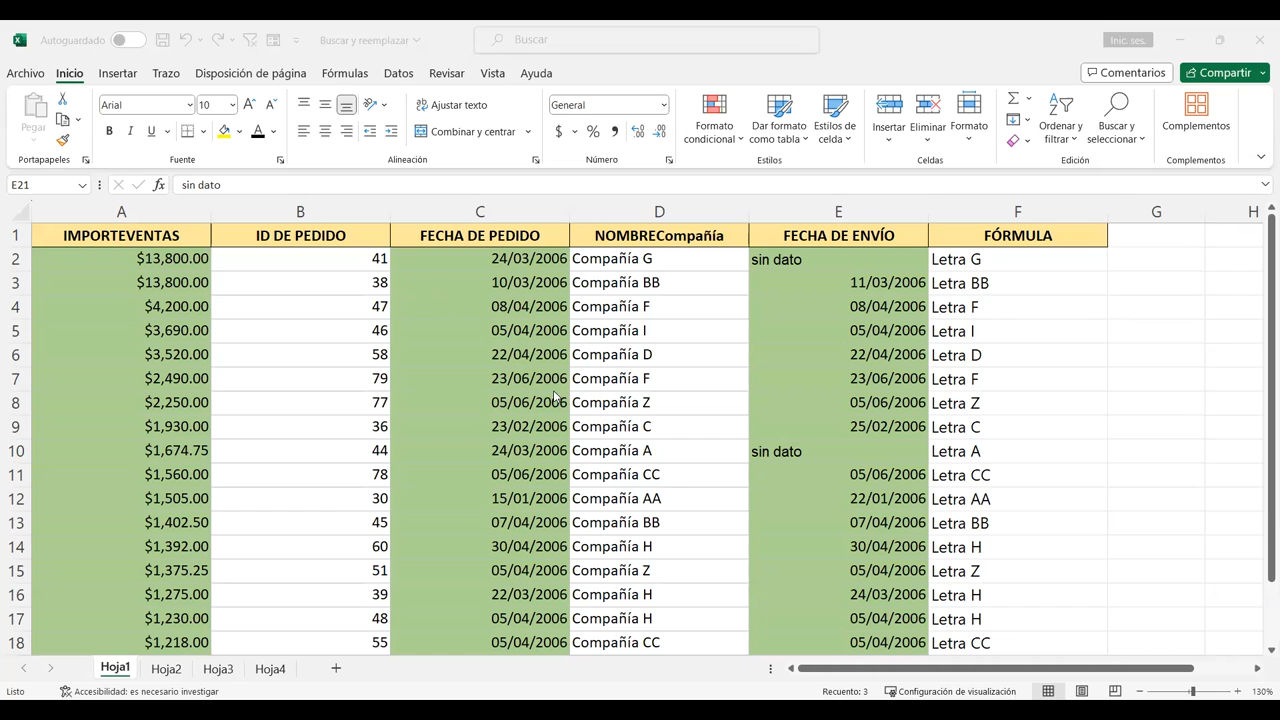 Autoguardado Buscar y reemplazar Buscar Inic. ses.
Archivo Inicio Insertar Trazo Disposición de página Fórmulas Datos Revisar Vista Ayuda Comentarios Compartir
Pegar Arial 10 Ajustar texto General Formato condicional Dar formato como tabla Estilos de celda Insertar Eliminar Formato Ordenar y filtrar Buscar y seleccionar Complementos
N K S A Combinar y centrar $ % 
Portapapeles Fuente Alineación Número Estilos Celdas Edición Complementos
E21 fx sin dato
A B C D E F G H
1 IMPORTEVENTAS ID DE PEDIDO FECHA DE PEDIDO NOMBRECompañía FECHA DE ENVÍO FÓRMULA
2 $13,800.00 41 24/03/2006 Compañía G sin dato Letra G
3 $13,800.00 38 10/03/2006 Compañía BB 11/03/2006 Letra BB
4 $4,200.00 47 08/04/2006 Compañía F 08/04/2006 Letra F
5 $3,690.00 46 05/04/2006 Compañía I 05/04/2006 Letra I
6 $3,520.00 58 22/04/2006 Compañía D 22/04/2006 Letra D
7 $2,490.00 79 23/06/2006 Compañía F 23/06/2006 Letra F
8 $2,250.00 77 05/06/2006 Compañía Z 05/06/2006 Letra Z
9 $1,930.00 36 23/02/2006 Compañía C 25/02/2006 Letra C
10 $1,674.75 44 24/03/2006 Compañía A sin dato Letra A
11 $1,560.00 78 05/06/2006 Compañía CC 05/06/2006 Letra CC
12 $1,505.00 30 15/01/2006 Compañía AA 22/01/2006 Letra AA
13 $1,402.50 45 07/04/2006 Compañía BB 07/04/2006 Letra BB
14 $1,392.00 60 30/04/2006 Compañía H 30/04/2006 Letra H
15 $1,375.25 51 05/04/2006 Compañía Z 05/04/2006 Letra Z
16 $1,275.00 39 22/03/2006 Compañía H 24/03/2006 Letra H
17 $1,230.00 48 05/04/2006 Compañía H 05/04/2006 Letra H
18 $1,218.00 55 05/04/2006 Compañía CC 05/04/2006 Letra CC
Hoja1 Hoja2 Hoja3 Hoja4
Listo Accesibilidad: es necesario investigar Recuento: 3 Configuración de visualización 130%